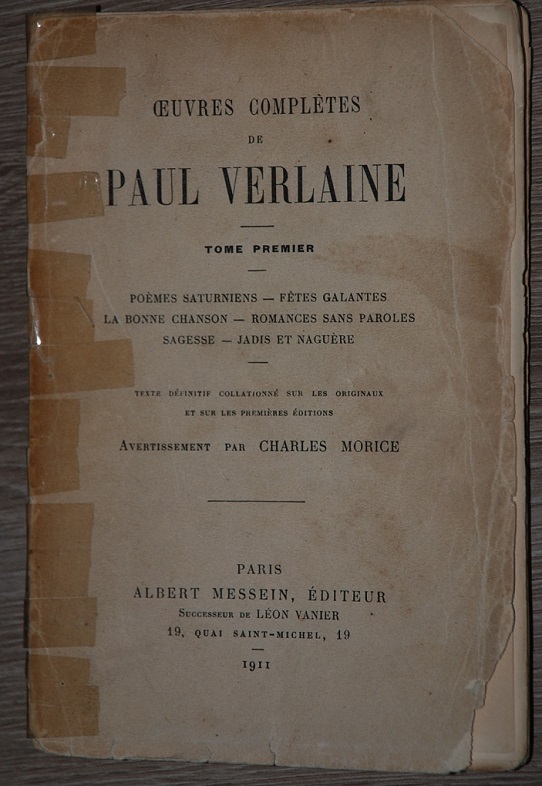 ŒUVRES COMPLÈTES
DE
PAUL VERLAINE
TOME PREMIER
POÈMES SATURNIENS — FÊTES GALANTES
LA BONNE CHANSON — ROMANCES SANS PAROLES
SAGESSE — JADIS ET NAGUÈRE
TEXTE DÉFINITIF COLLATIONNÉ SUR LES ORIGINAUX
ET SUR LES PREMIÈRES ÉDITIONS
AVERTISSEMENT PAR CHARLES MORICE
PARIS
ALBERT MESSEIN, ÉDITEUR
SUCCESSEUR DE LÉON VANIER
19, QUAI SAINT-MICHEL, 19
1911